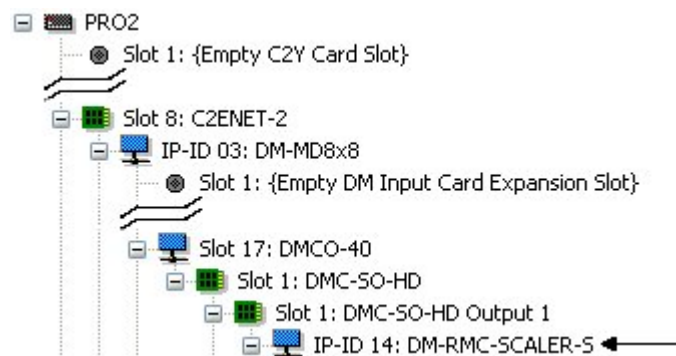 PRO2
Slot 1: {Empty C2Y Card Slot}
Slot 8: C2ENET-2
IP-ID 03: DM-MD8x8
Slot 1: {Empty DM Input Card Expansion Slot}
Slot 17: DMCO-40
Slot 1: DMC-SO-HD
Slot 1: DMC-SO-HD Output 1
IP-ID 14: DM-RMC-SCALER-S